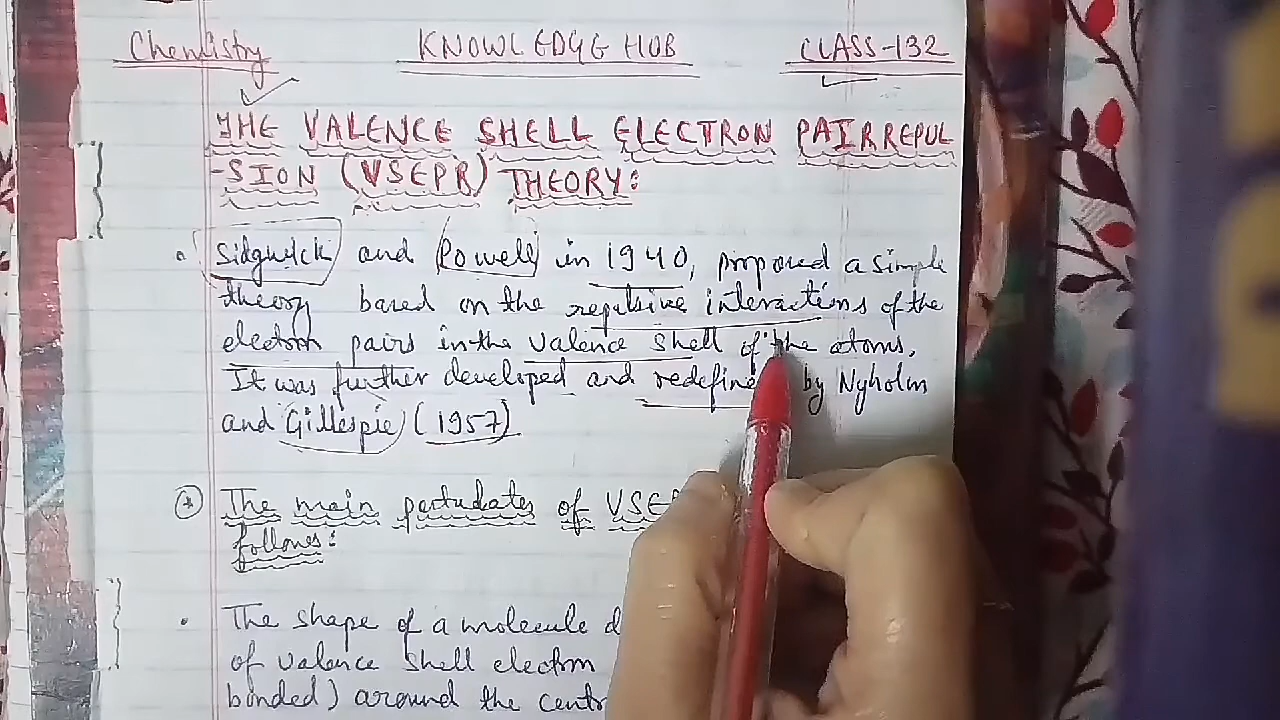 Chemistry KNOWLEDGE HUB CLASS-132
THE VALENCE SHELL ELECTRON PAIR REPUL
-SION (VSEPR) THEORY:
Sidgwick and Powell in 1940, proposed a simple
theory based on the repulsive interactions of the
electron pairs in the valence shell of the atoms.
It was further developed and redefine by Nyholm
and Gillespie (1957)
The main postulates of VSEP
follows:
The shape of a molecule d
of valence shell electron
bonded) around the centr